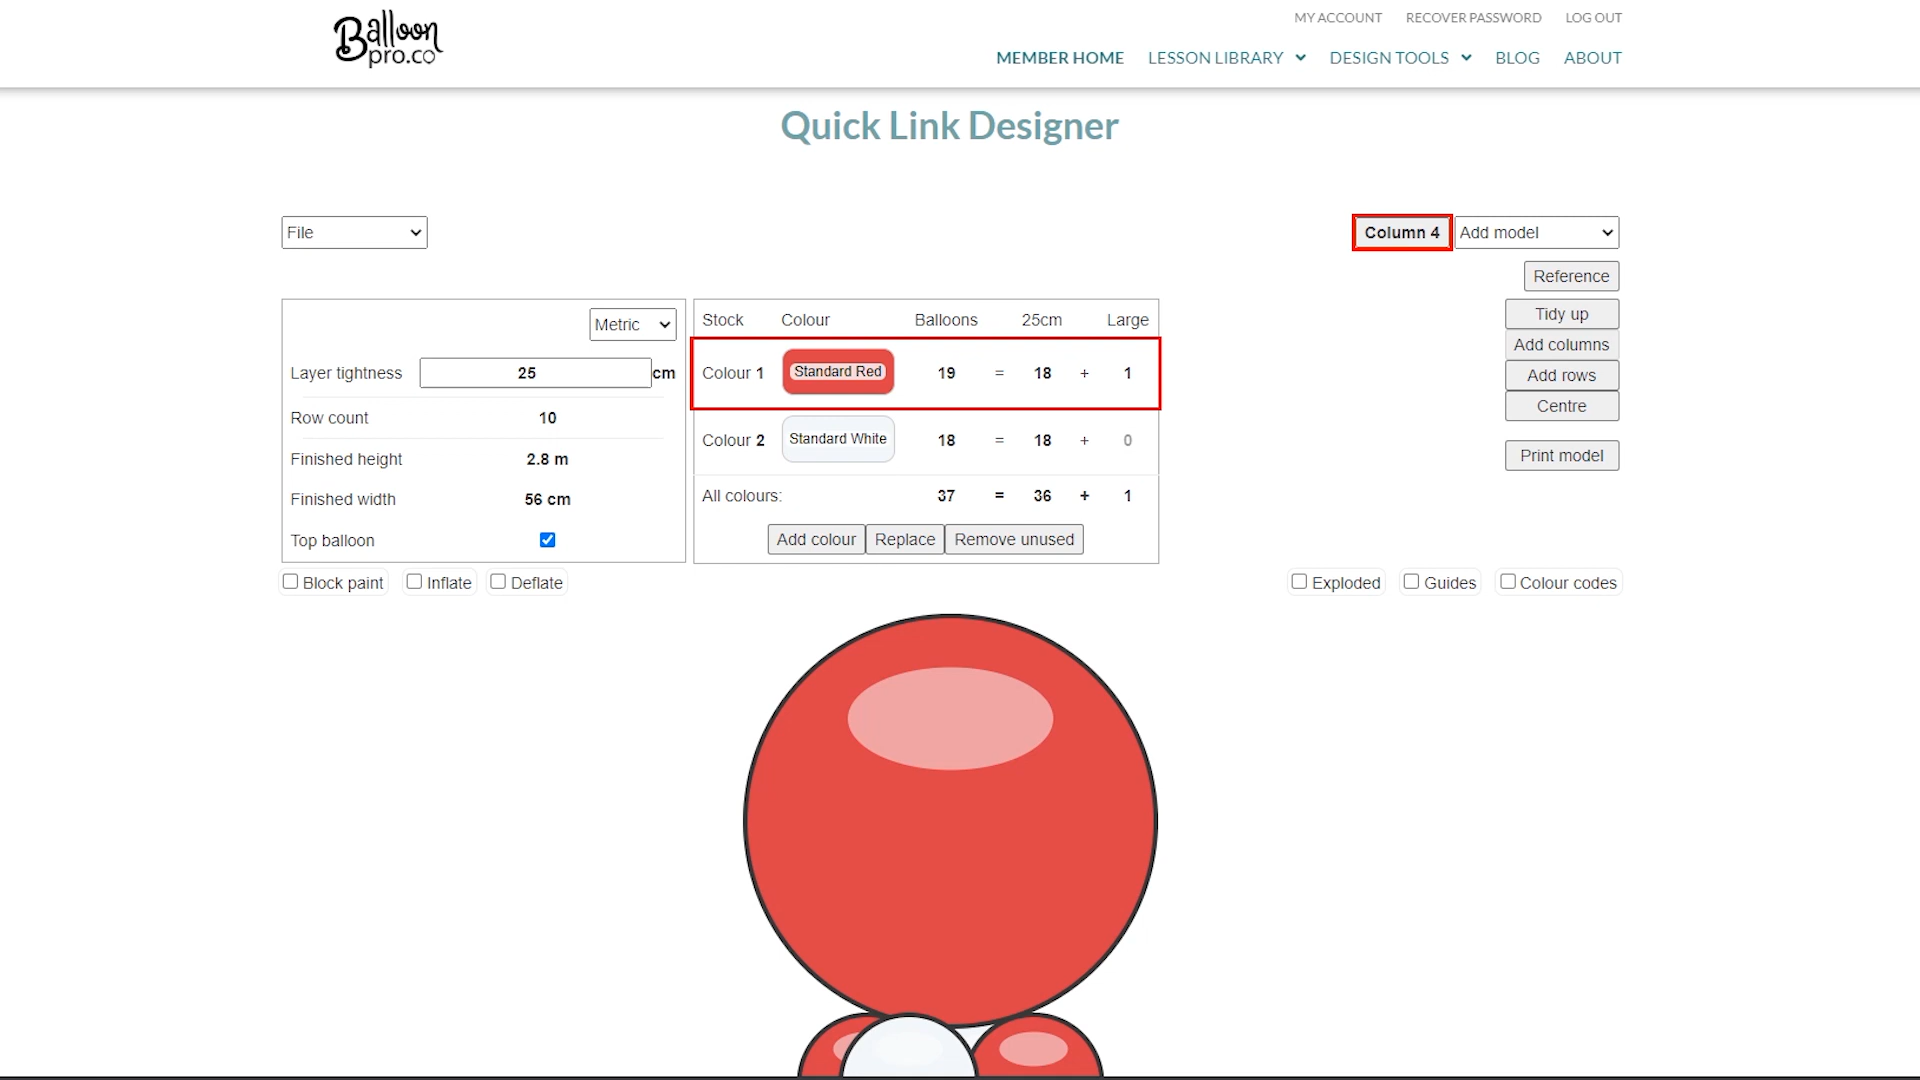 Balloon
pro.co
MY ACCOUNT RECOVER PASSWORD LOG OUT
MEMBER HOME LESSON LIBRARY DESIGN TOOLS BLOG ABOUT
Quick Link Designer
File
Column 4 Add model
Reference
Metric
Layer tightness 25 cm
Row count 10
Finished height 2.8 m
Finished width 56 cm
Top balloon
Stock Colour Balloons 25cm Large
Colour 1 Standard Red 19 = 18 + 1
Colour 2 Standard White 18 = 18 + 0
All colours: 37 = 36 + 1
Add colour Replace Remove unused
Tidy up
Add columns
Add rows
Centre
Print model
Block paint Inflate Deflate
Exploded Guides Colour codes